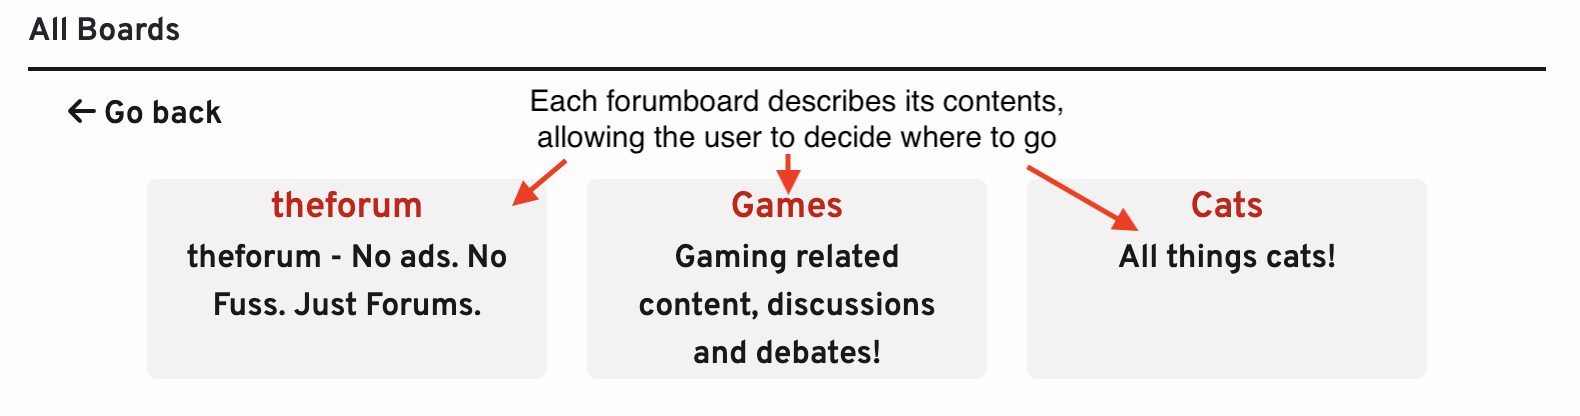 All Boards
← Go back
Each forumboard describes its contents,
allowing the user to decide where to go
theforum
theforum - No ads. No
Fuss. Just Forums.
Games
Gaming related
content, discussions
and debates!
Cats
All things cats!